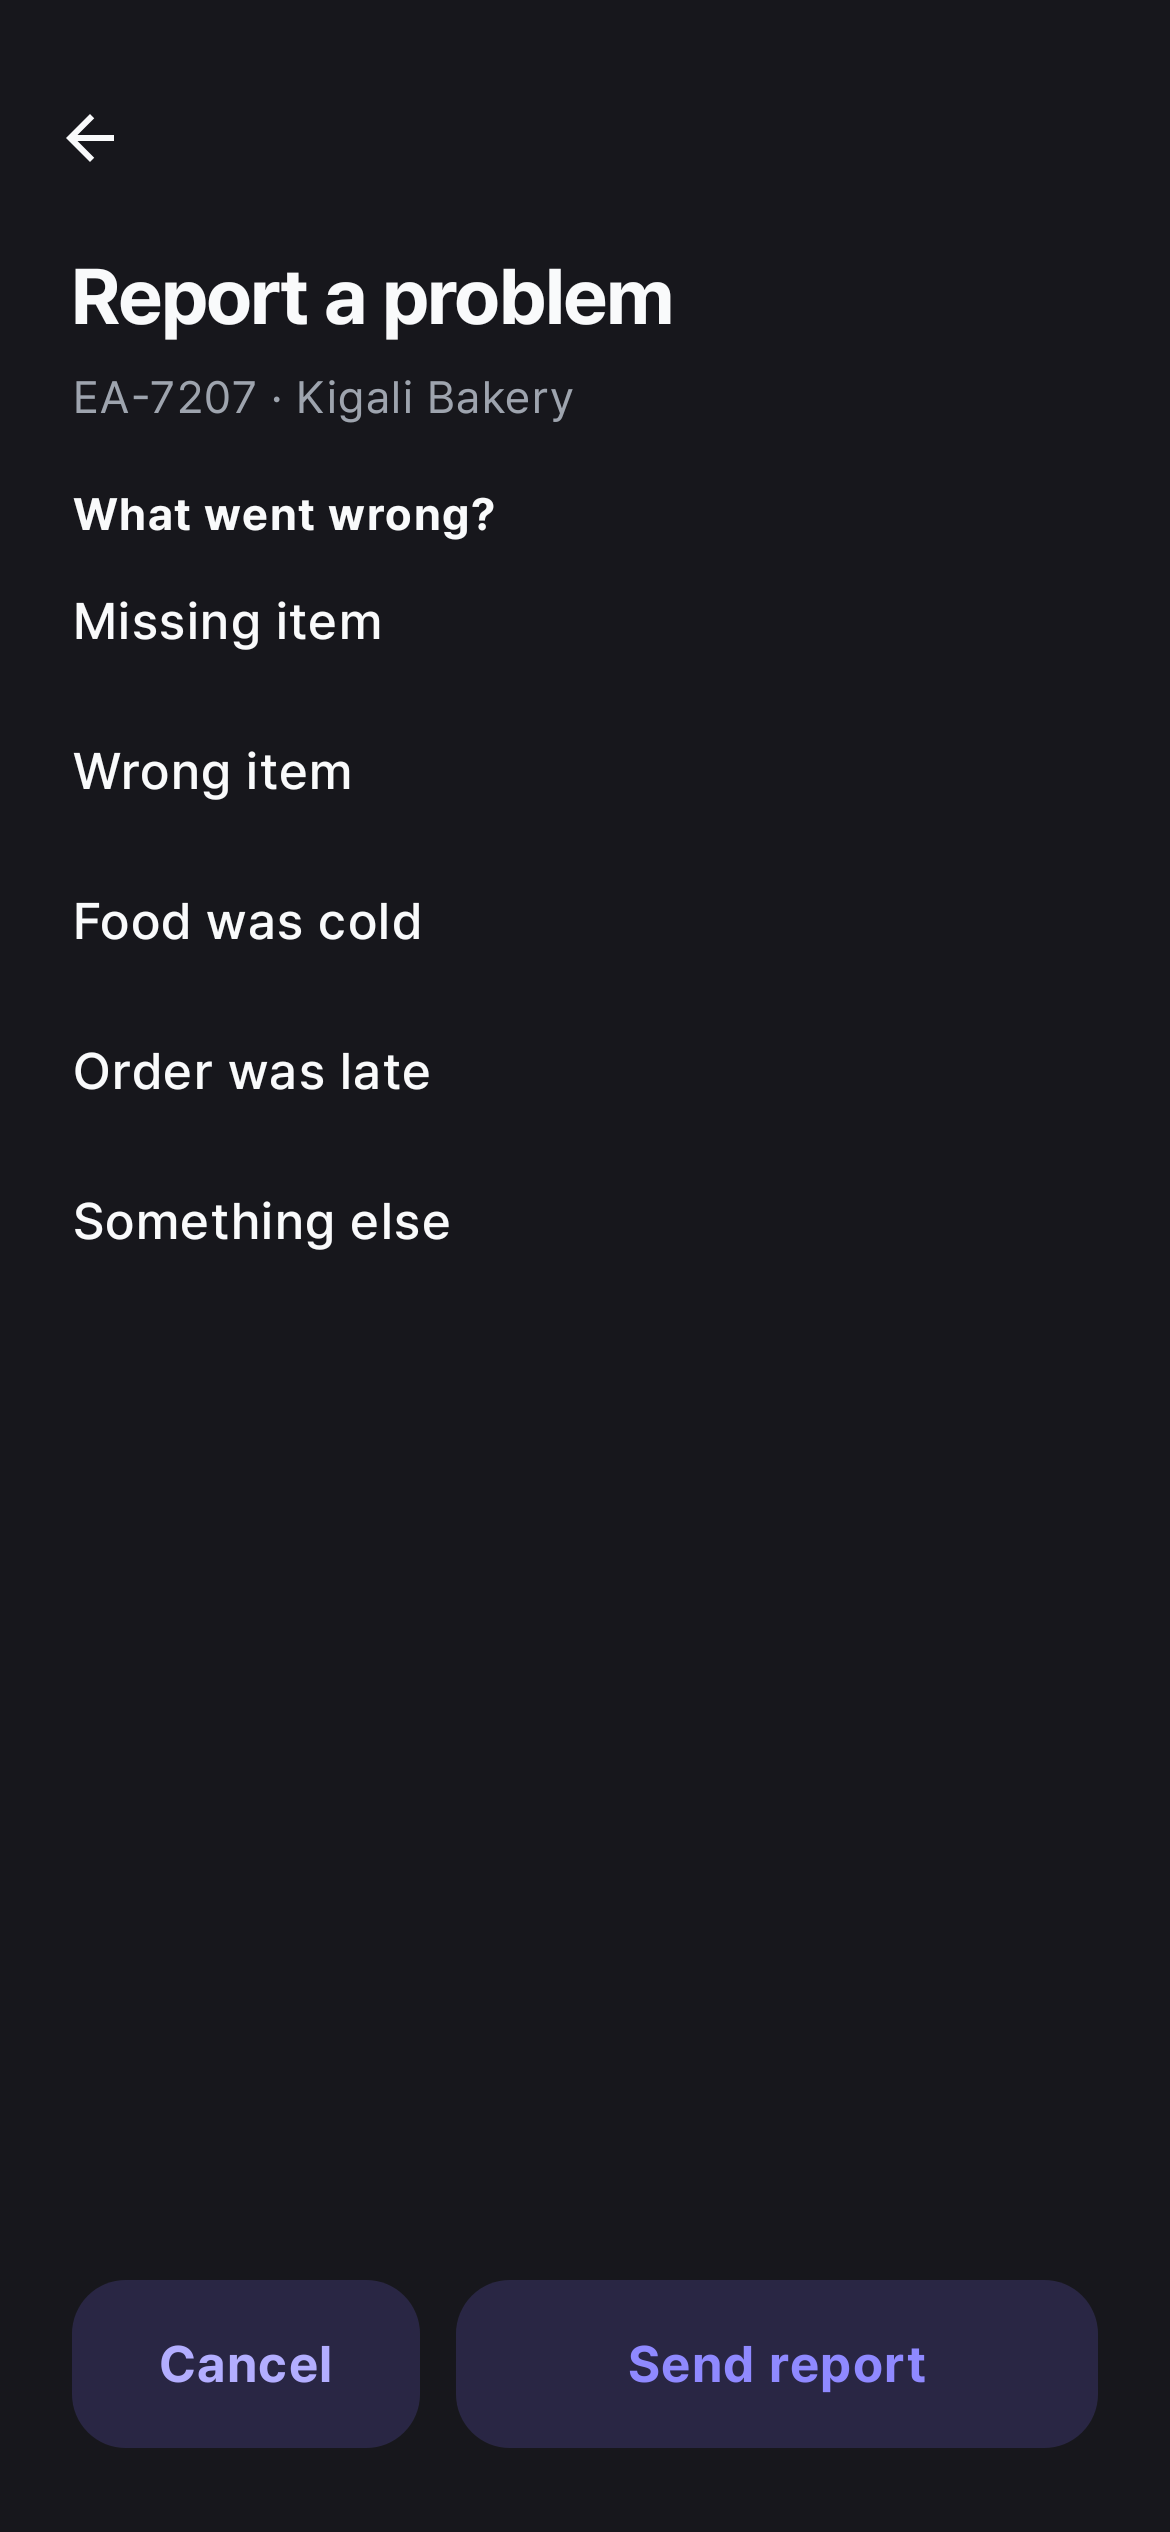 Report a problem
EA-7207 · Kigali Bakery
What went wrong?
Missing item
Wrong item
Food was cold
Order was late
Something else
Cancel
Send report